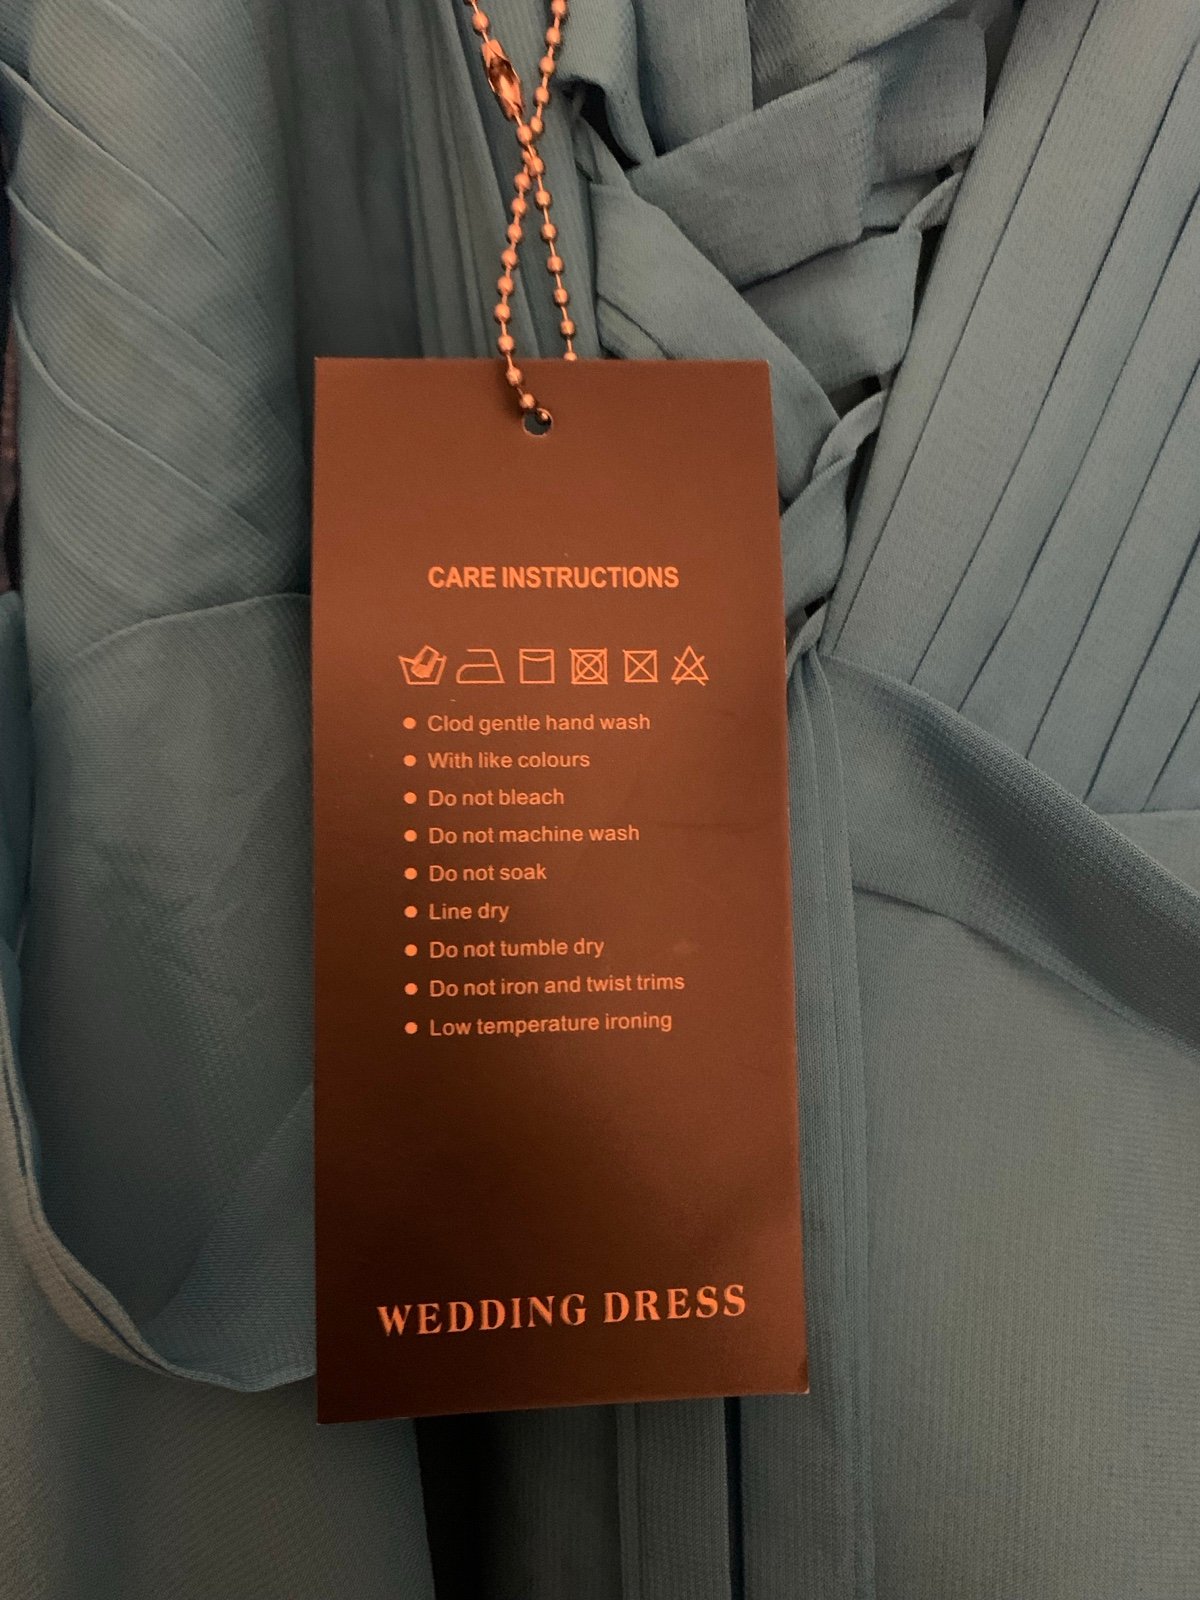 CARE INSTRUCTIONS
Clod gentle hand wash
With like colours
Do not bleach
Do not machine wash
Do not soak
Line dry
Do not tumble dry
Do not iron and twist trims
Low temperature ironing
WEDDING DRESS